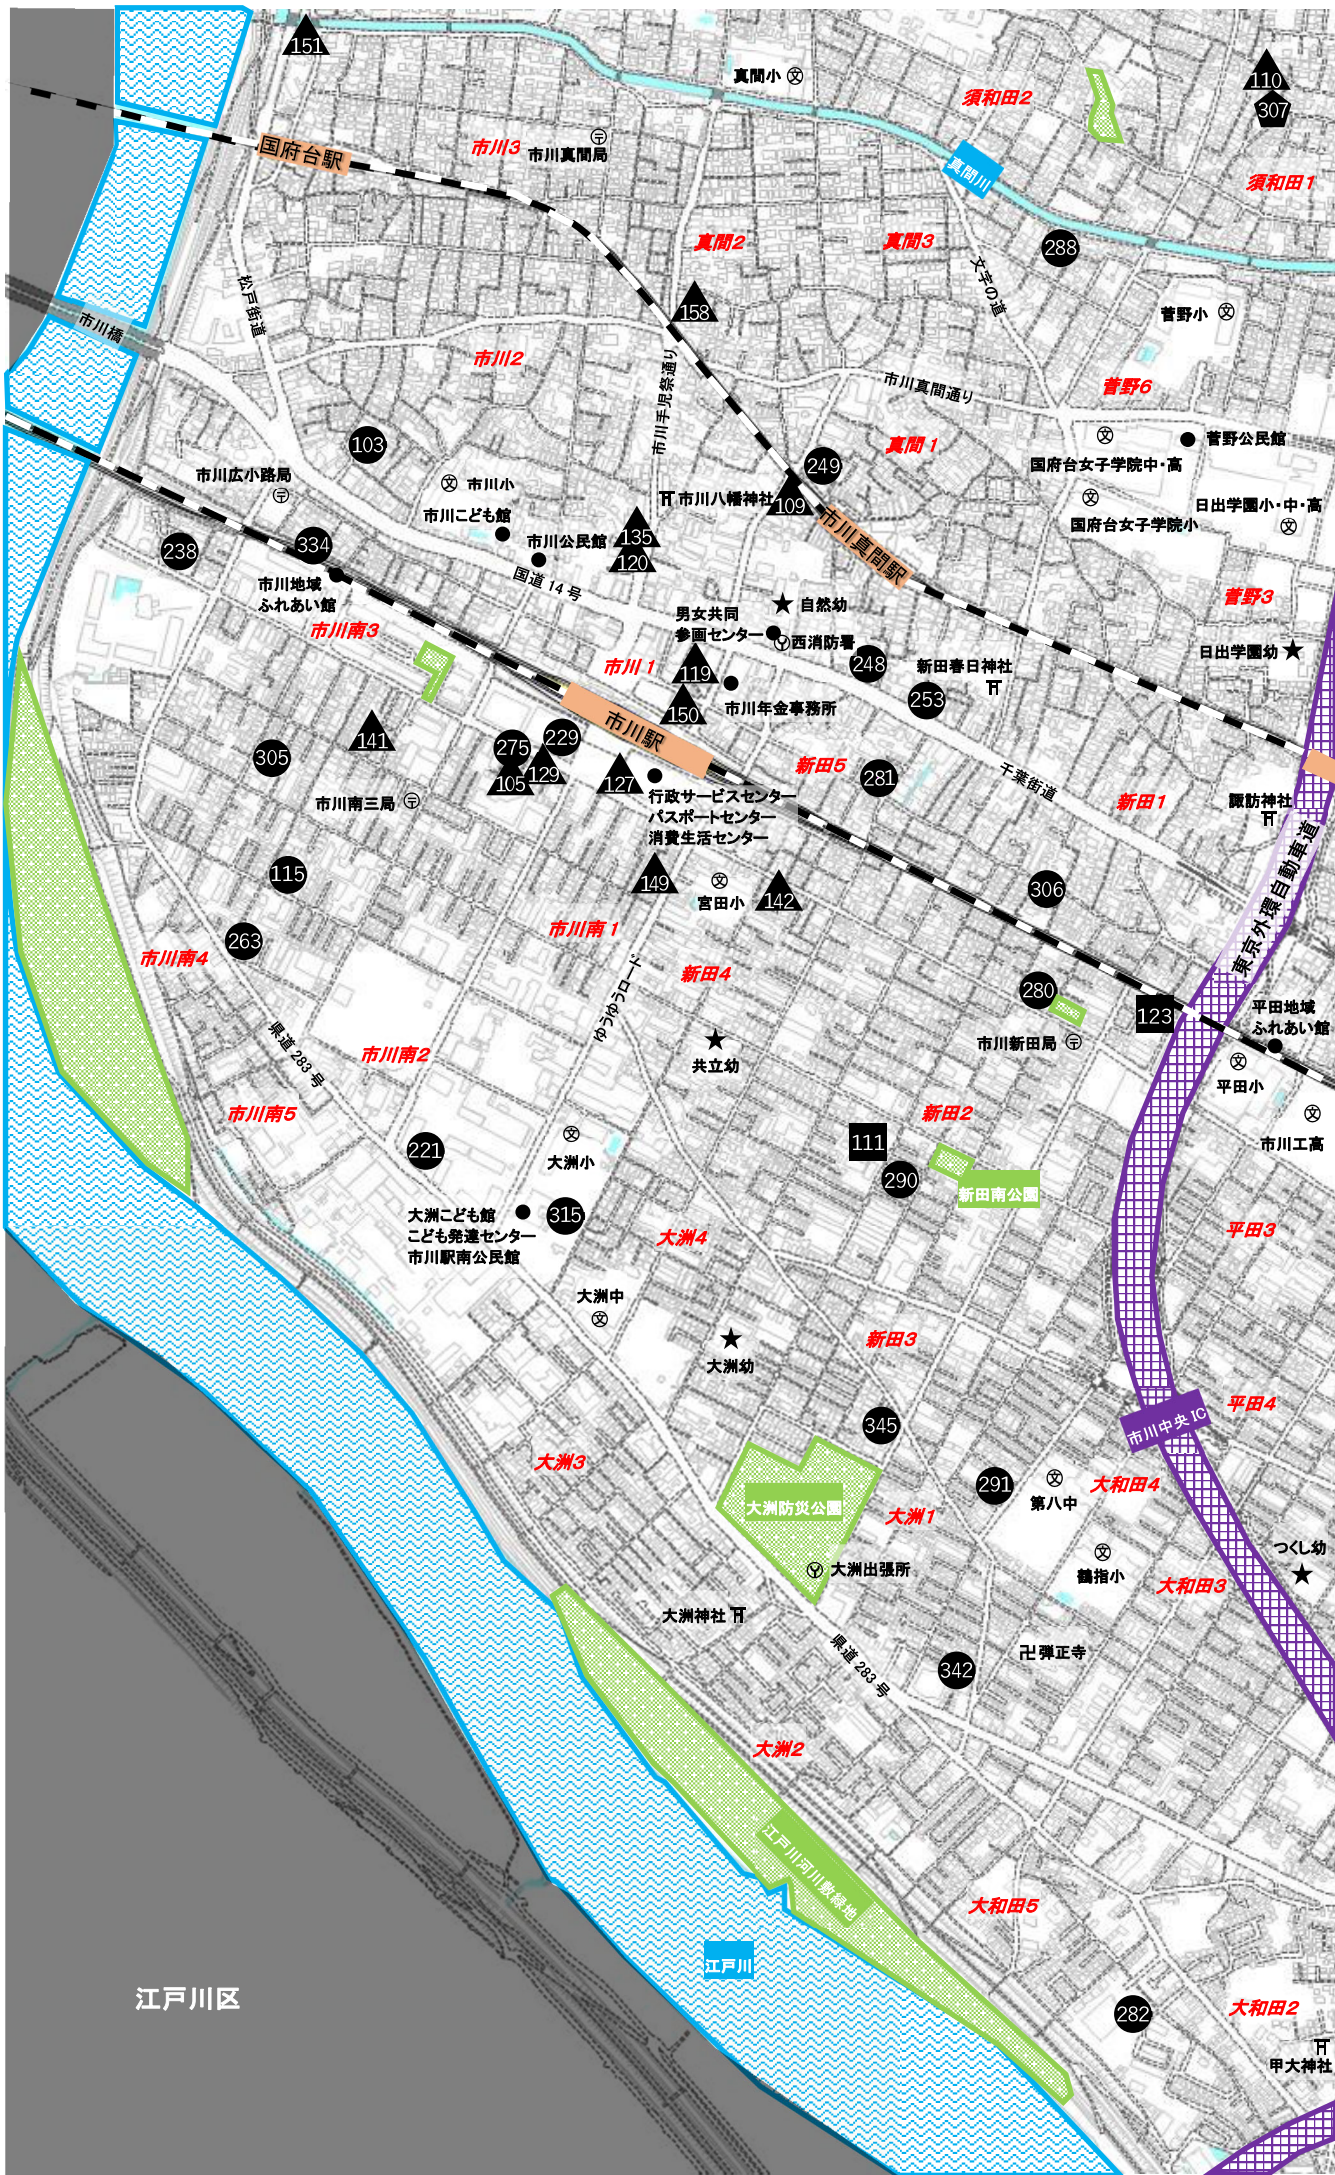 151
真間小
110
307
須和田2
国府台駅
市川3
市川真間局
真間川
須和田1
真間2
真間3
288
文字の道
松戸街道
158
市川橋
菅野小
市川2
市川手児奈通り
市川真間通り
菅野6
103
真間1
菅野公民館
249
国府台女子学院中・高
市川広小路局
市川小
市川八幡神社
109
国府台女子学院小
日出学園小・中・高
市川こども館
135
市川真間駅
238
334
市川公民館
120
市川地域
ふれあい館
国道14号
自然幼
菅野3
男女共同
参画センター
西消防署
市川南3
日出学園幼
市川1
119
248
新田春日神社
253
150
市川年金事務所
市川駅
141
305
275
229
105
129
127
新田5
281
千葉街道
新田1
諏訪神社
市川南三局
行政サービスセンター
パスポートセンター
消費生活センター
東京外環自動車道
115
149
宮田小
142
306
市川南1
263
市川南4
新田4
ゆうゆうロード
280
123
平田地域
ふれあい館
県道283号
市川南2
市川新田局
共立幼
平田小
市川南5
新田2
111
市川工高
221
大洲小
290
新田南公園
大洲こども館
こども発達センター
市川駅南公民館
315
大洲4
平田3
大洲中
新田3
大洲幼
平田4
345
市川中央IC
大洲3
291
第八中
大和田4
大洲防災公園
大洲1
つくし幼
大洲出張所
鶴指小
大和田3
大洲神社
県道283号
342
卍弾正寺
大洲2
江戸川河川敷緑地
大和田5
江戸川
江戸川区
282
大和田2
甲大神社